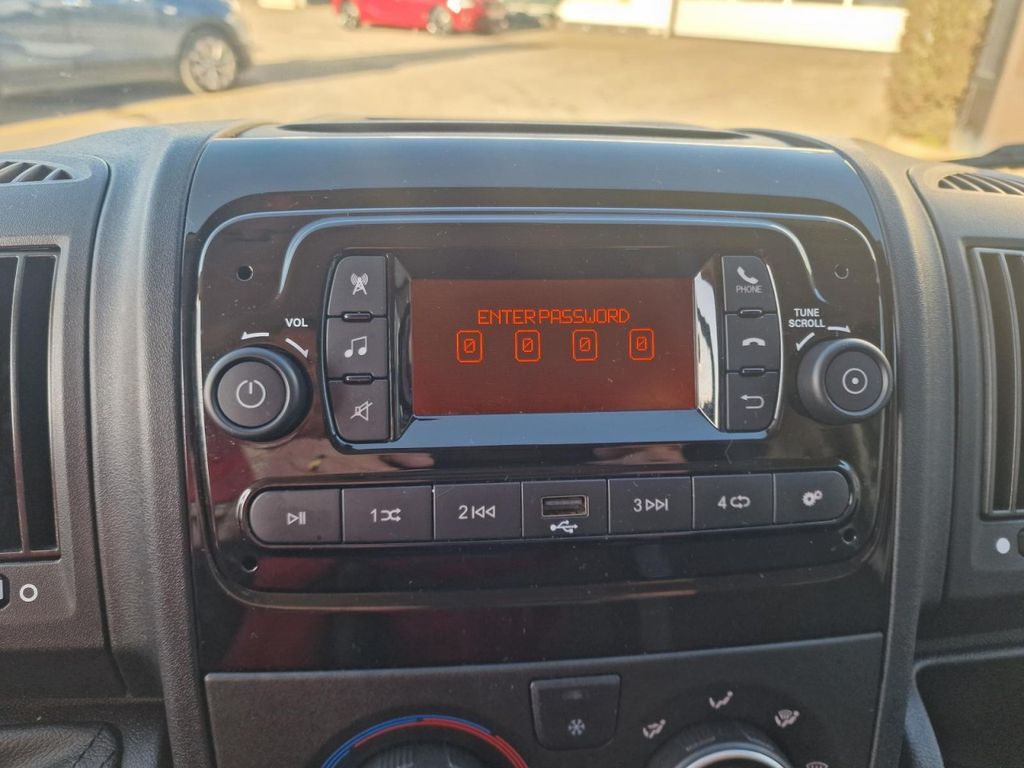 ENTER PASSWORD
0 0 0 0
PHONE
VOL
TUNE
SCROLL
1
2
3
4